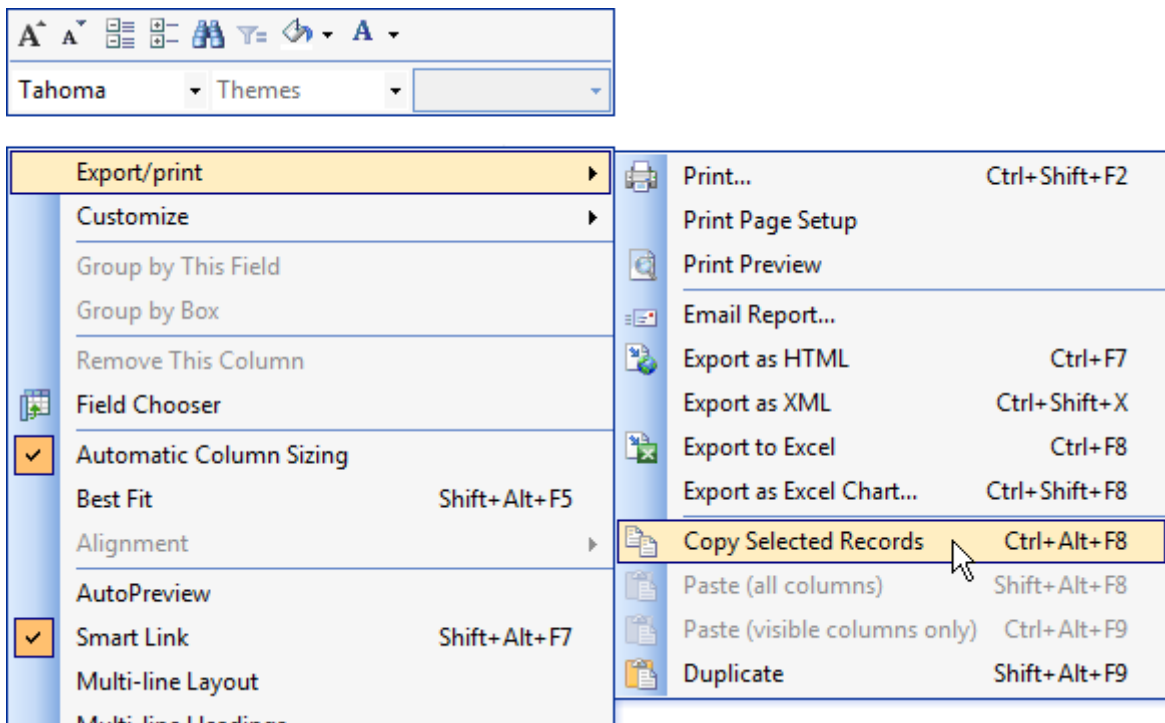 A A A
Tahoma Themes
Export/print
Customize
Group by This Field
Group by Box
Remove This Column
Field Chooser
Automatic Column Sizing
Best Fit Shift+Alt+F5
Alignment
AutoPreview
Smart Link Shift+Alt+F7
Multi-line Layout
Multi-line Headings
Print... Ctrl+Shift+F2
Print Page Setup
Print Preview
Email Report...
Export as HTML Ctrl+F7
Export as XML Ctrl+Shift+X
Export to Excel Ctrl+F8
Export as Excel Chart... Ctrl+Shift+F8
Copy Selected Records Ctrl+Alt+F8
Paste (all columns) Shift+Alt+F8
Paste (visible columns only) Ctrl+Alt+F9
Duplicate Shift+Alt+F9